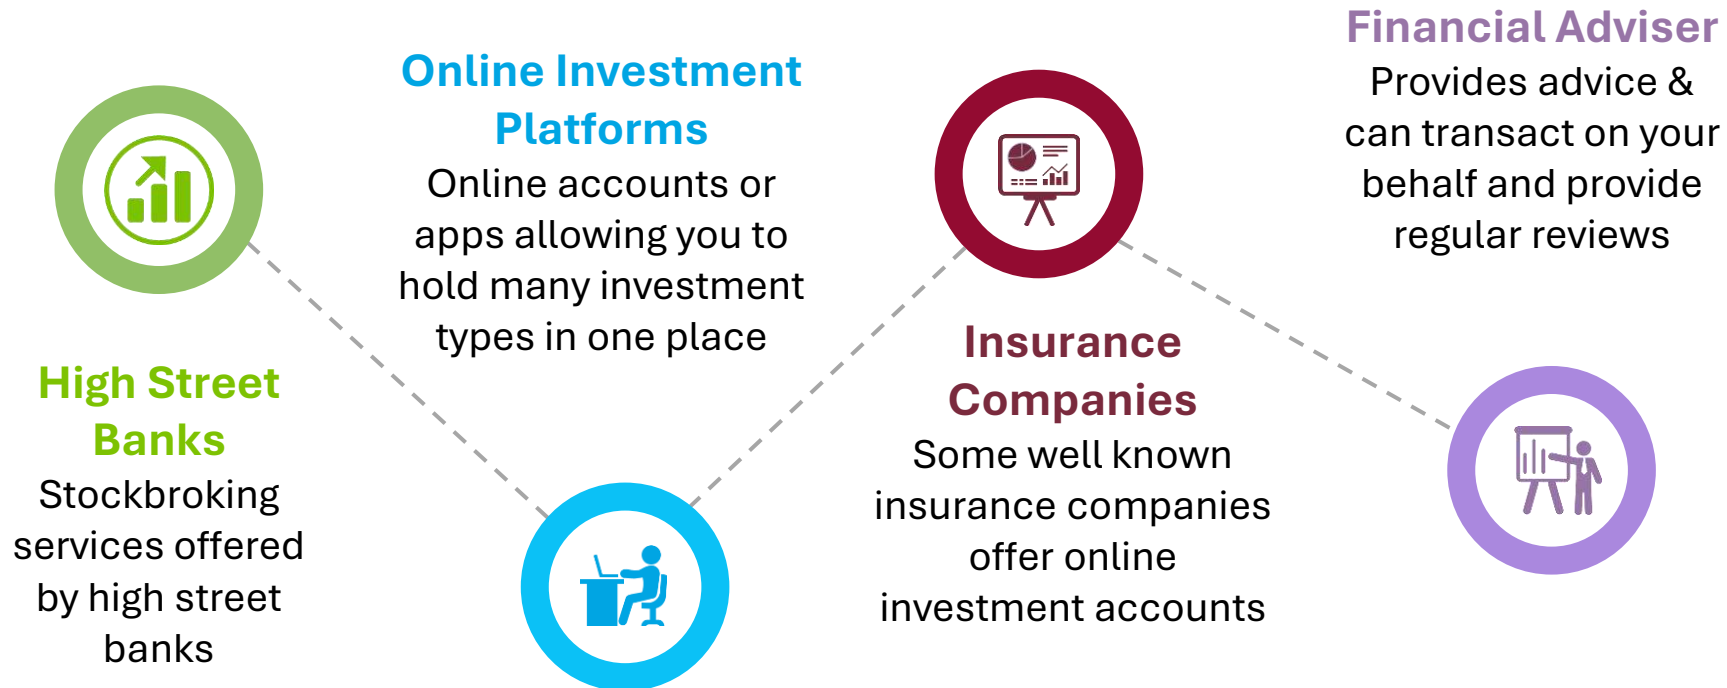 High Street
Banks
Stockbroking
services offered
by high street
banks
Online Investment
Platforms
Online accounts or
apps allowing you to
hold many investment
types in one place
Insurance
Companies
Some well known
insurance companies
offer online
investment accounts
Financial Adviser
Provides advice &
can transact on your
behalf and provide
regular reviews